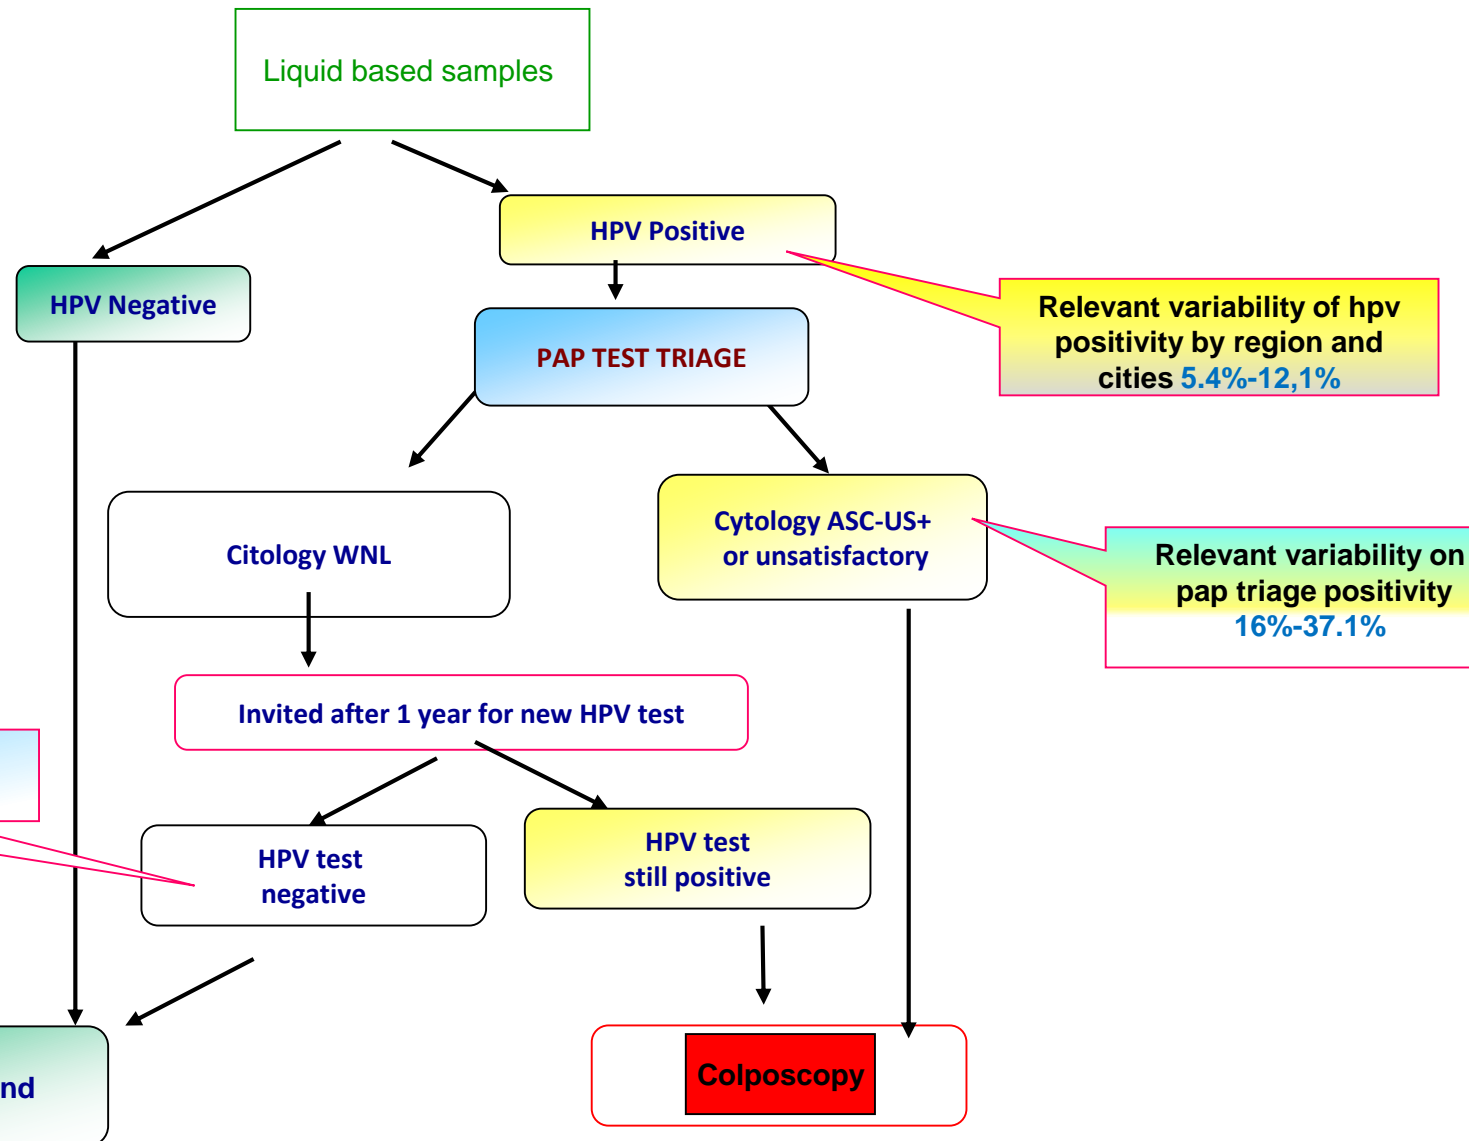 Liquid based samples
HPV Positive
HPV Negative
Relevant variability of hpv
positivity by region and
cities 5.4%-12,1%
PAP TEST TRIAGE
Citology WNL
Cytology ASC-US+
or unsatisfactory
Relevant variability on
pap triage positivity
16%-37.1%
Invited after 1 year for new HPV test
HPV test
negative
HPV test
still positive
Colposcopy